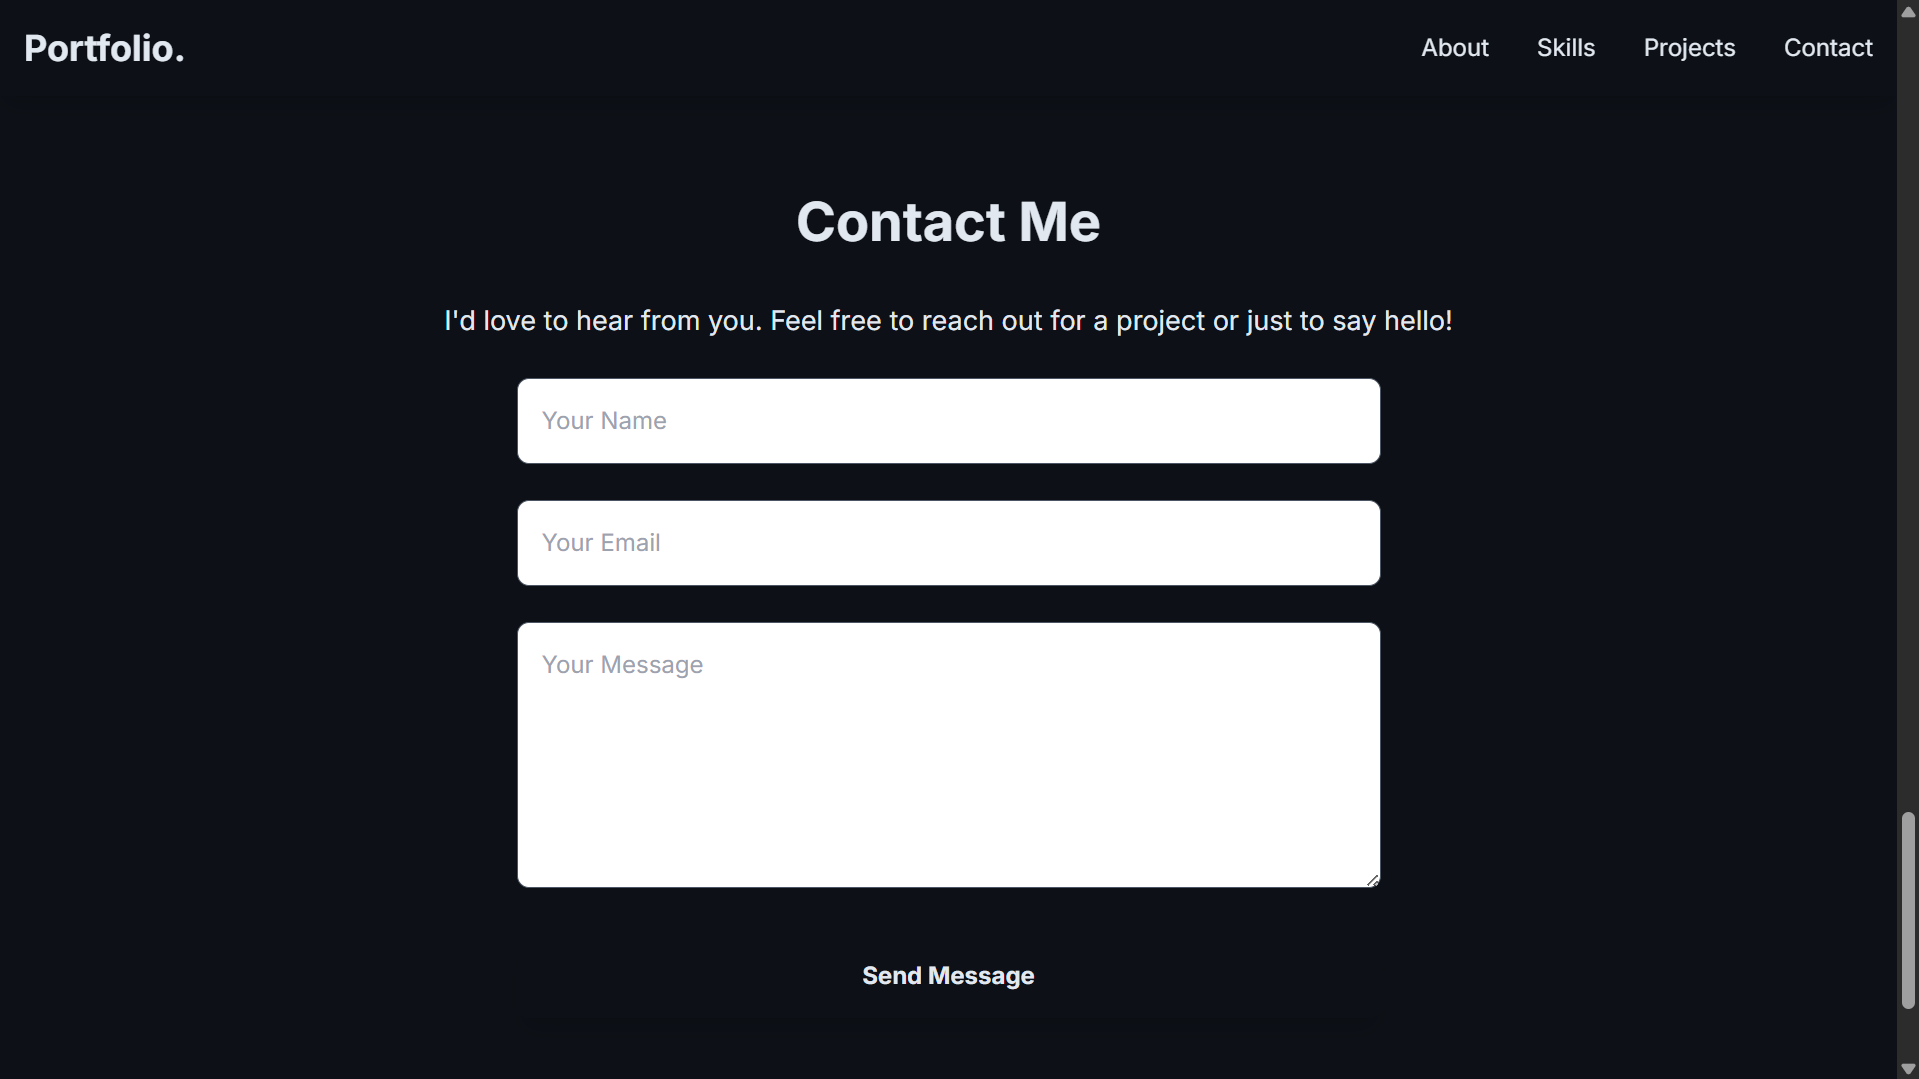 Portfolio.
About Skills Projects Contact
Contact Me
I'd love to hear from you. Feel free to reach out for a project or just to say hello!
Your Name
Your Email
Your Message
Send Message